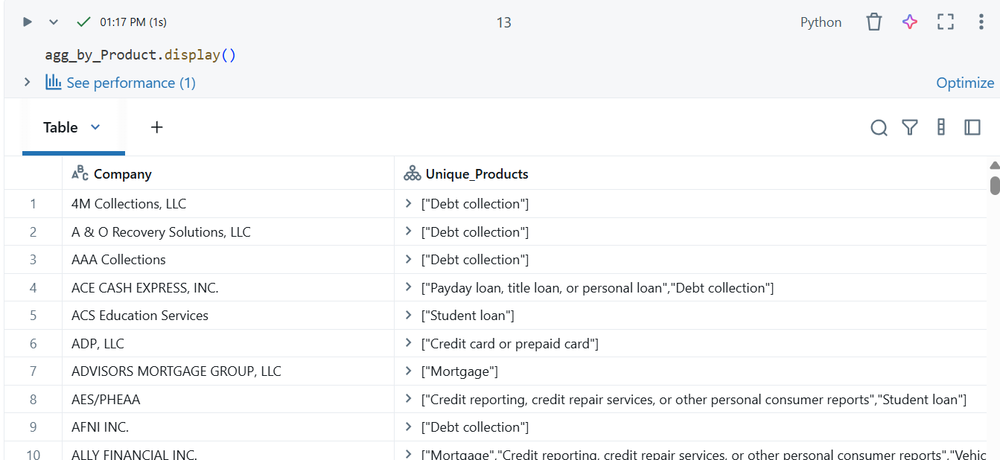 01:17 PM (1s) 13 Python
agg_by_Product.display()
See performance (1) Optimize
Table +
ABC Company Unique_Products
1 4M Collections, LLC ["Debt collection"]
2 A & O Recovery Solutions, LLC ["Debt collection"]
3 AAA Collections ["Debt collection"]
4 ACE CASH EXPRESS, INC. ["Payday loan, title loan, or personal loan","Debt collection"]
5 ACS Education Services ["Student loan"]
6 ADP, LLC ["Credit card or prepaid card"]
7 ADVISORS MORTGAGE GROUP, LLC ["Mortgage"]
8 AES/PHEAA ["Credit reporting, credit repair services, or other personal consumer reports","Student loan"]
9 AFNI INC. ["Debt collection"]
10 ALLY FINANCIAL INC. ["Mortgage","Credit reporting, credit repair services, or other personal consumer reports","Vehic